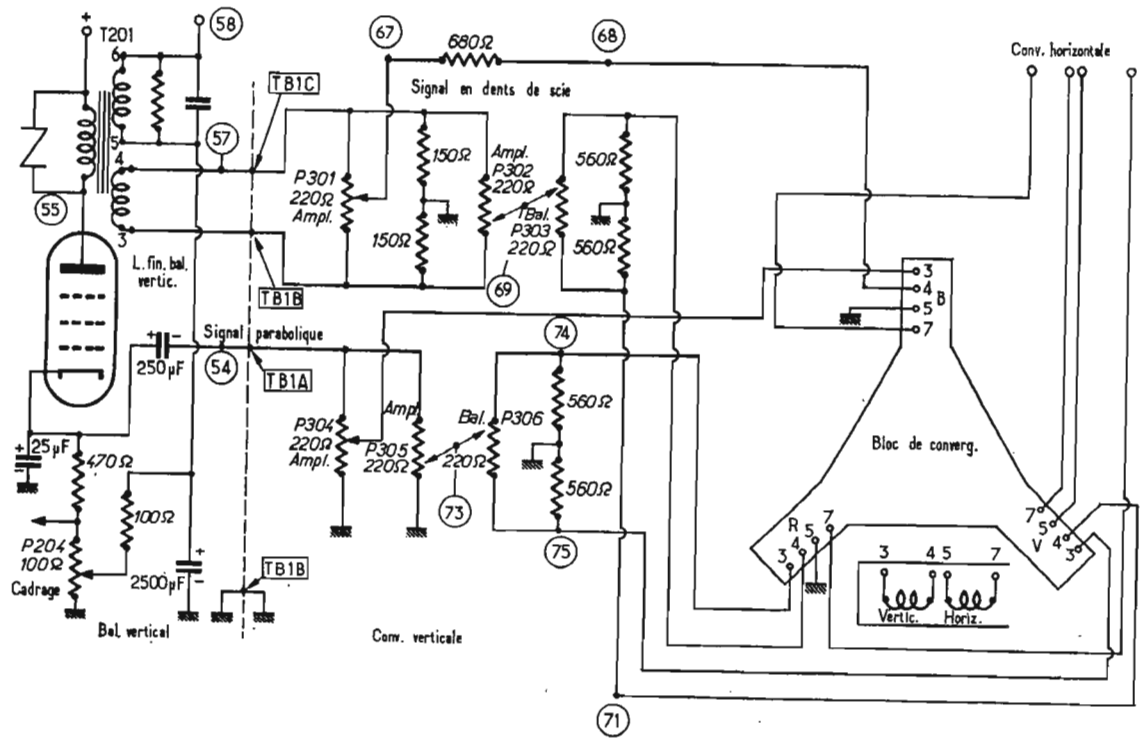 +
T201
6
5
4
3
58
57
55
L. fin. bal.
vertic.
TB1C
TB1B
67
680Ω
68
Signal en dents de scie
P301
220Ω
Ampl.
150Ω
150Ω
Ampl.
P302
220Ω
Bal.
P303
220Ω
69
560Ω
560Ω
Conv. horizontale
3
4
B
5
7
+ −
250µF
Signal parabolique
54
TB1A
74
P304
220Ω
Ampl.
Ampl.
P305
220Ω
Bal.
P306
220Ω
73
560Ω
560Ω
75
Bloc de converg.
+
25µF
−
470Ω
100Ω
P204
100Ω
Cadrage
+
2500µF
−
TB1B
Bal. vertical
Conv. verticale
R
3
4
5
7
7
5
V
4
3
3 4 5 7
Vertic. Horiz.
71